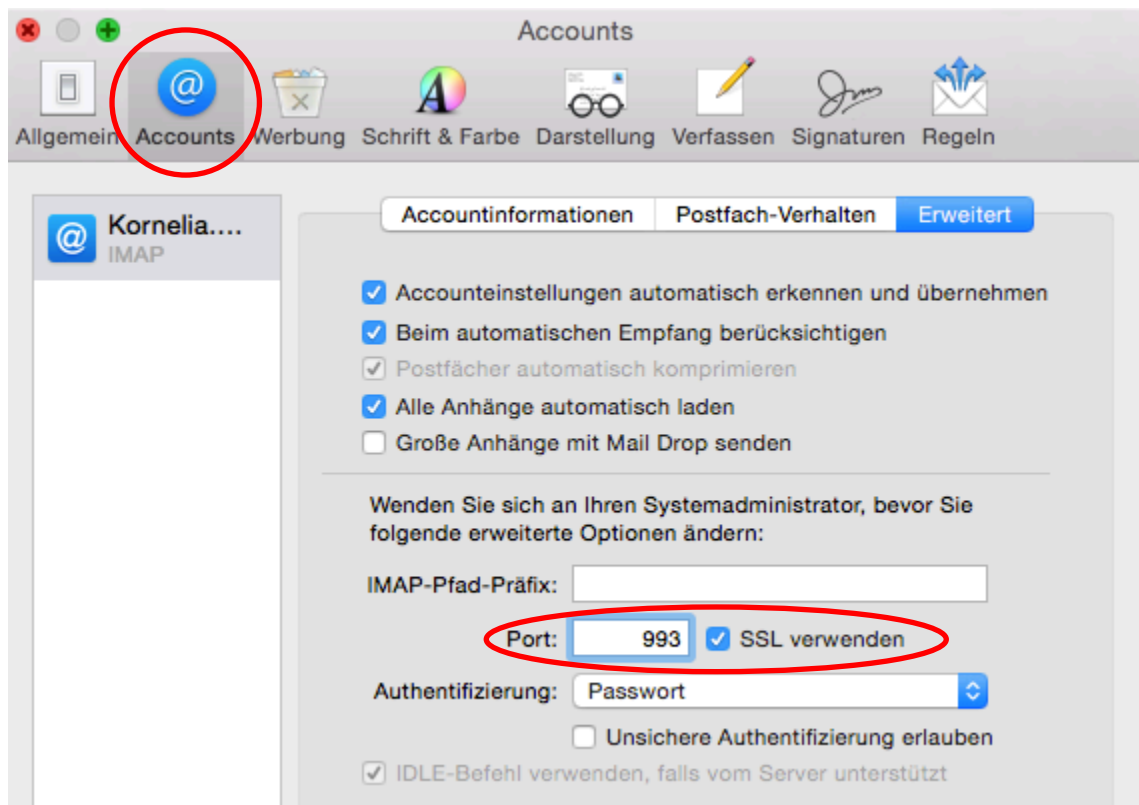 Accounts
Allgemein Accounts Werbung Schrift & Farbe Darstellung Verfassen Signaturen Regeln
Kornelia....
IMAP
Accountinformationen Postfach-Verhalten Erweitert
Accounteinstellungen automatisch erkennen und übernehmen
Beim automatischen Empfang berücksichtigen
Postfächer automatisch komprimieren
Alle Anhänge automatisch laden
Große Anhänge mit Mail Drop senden
Wenden Sie sich an Ihren Systemadministrator, bevor Sie
folgende erweiterte Optionen ändern:
IMAP-Pfad-Präfix:
Port: 993 SSL verwenden
Authentifizierung: Passwort
Unsichere Authentifizierung erlauben
IDLE-Befehl verwenden, falls vom Server unterstützt